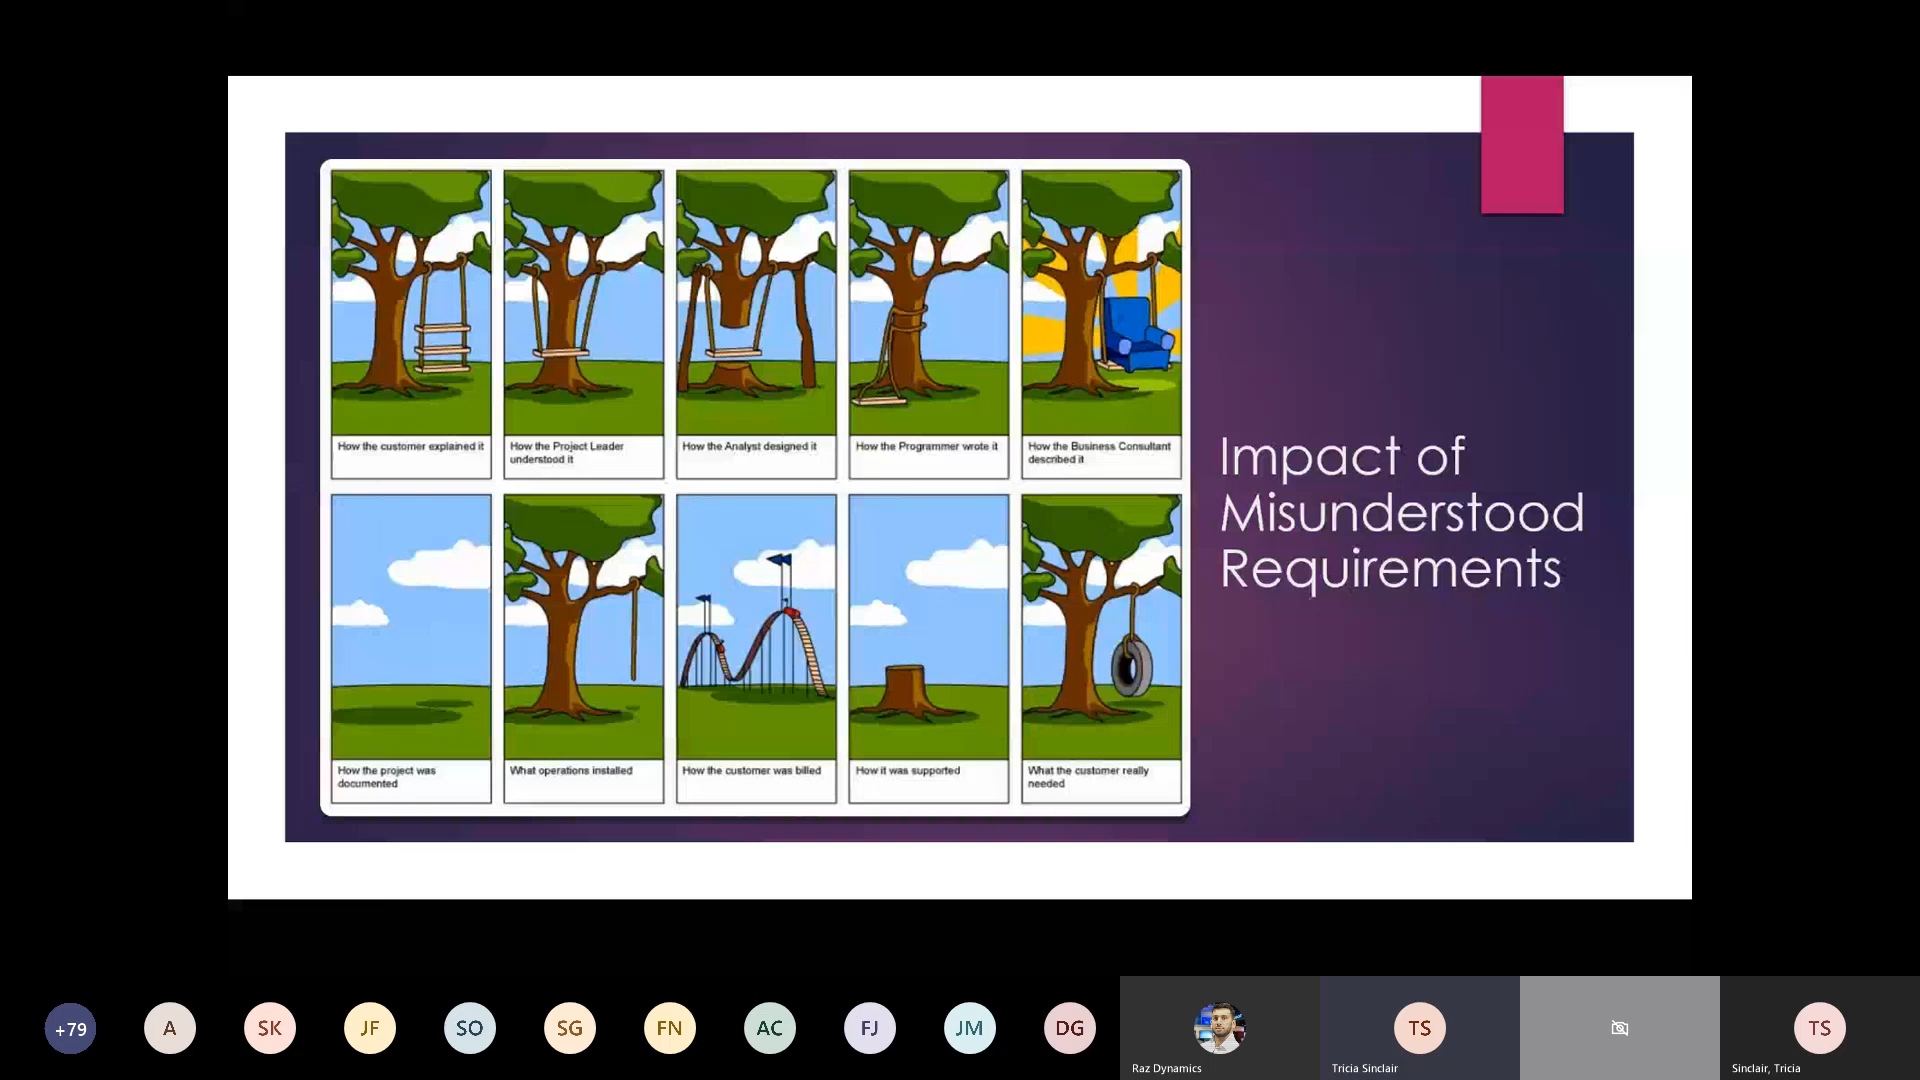 How the customer explained it
How the Project Leader
understood it
How the Analyst designed it
How the Programmer wrote it
How the Business Consultant
described it
How the project was
documented
What operations installed
How the customer was billed
How it was supported
What the customer really
needed
Impact of
Misunderstood
Requirements
+79
A
SK
JF
SO
SG
FN
AC
FJ
JM
DG
Raz Dynamics
TS
Tricia Sinclair
TS
Sinclair, Tricia